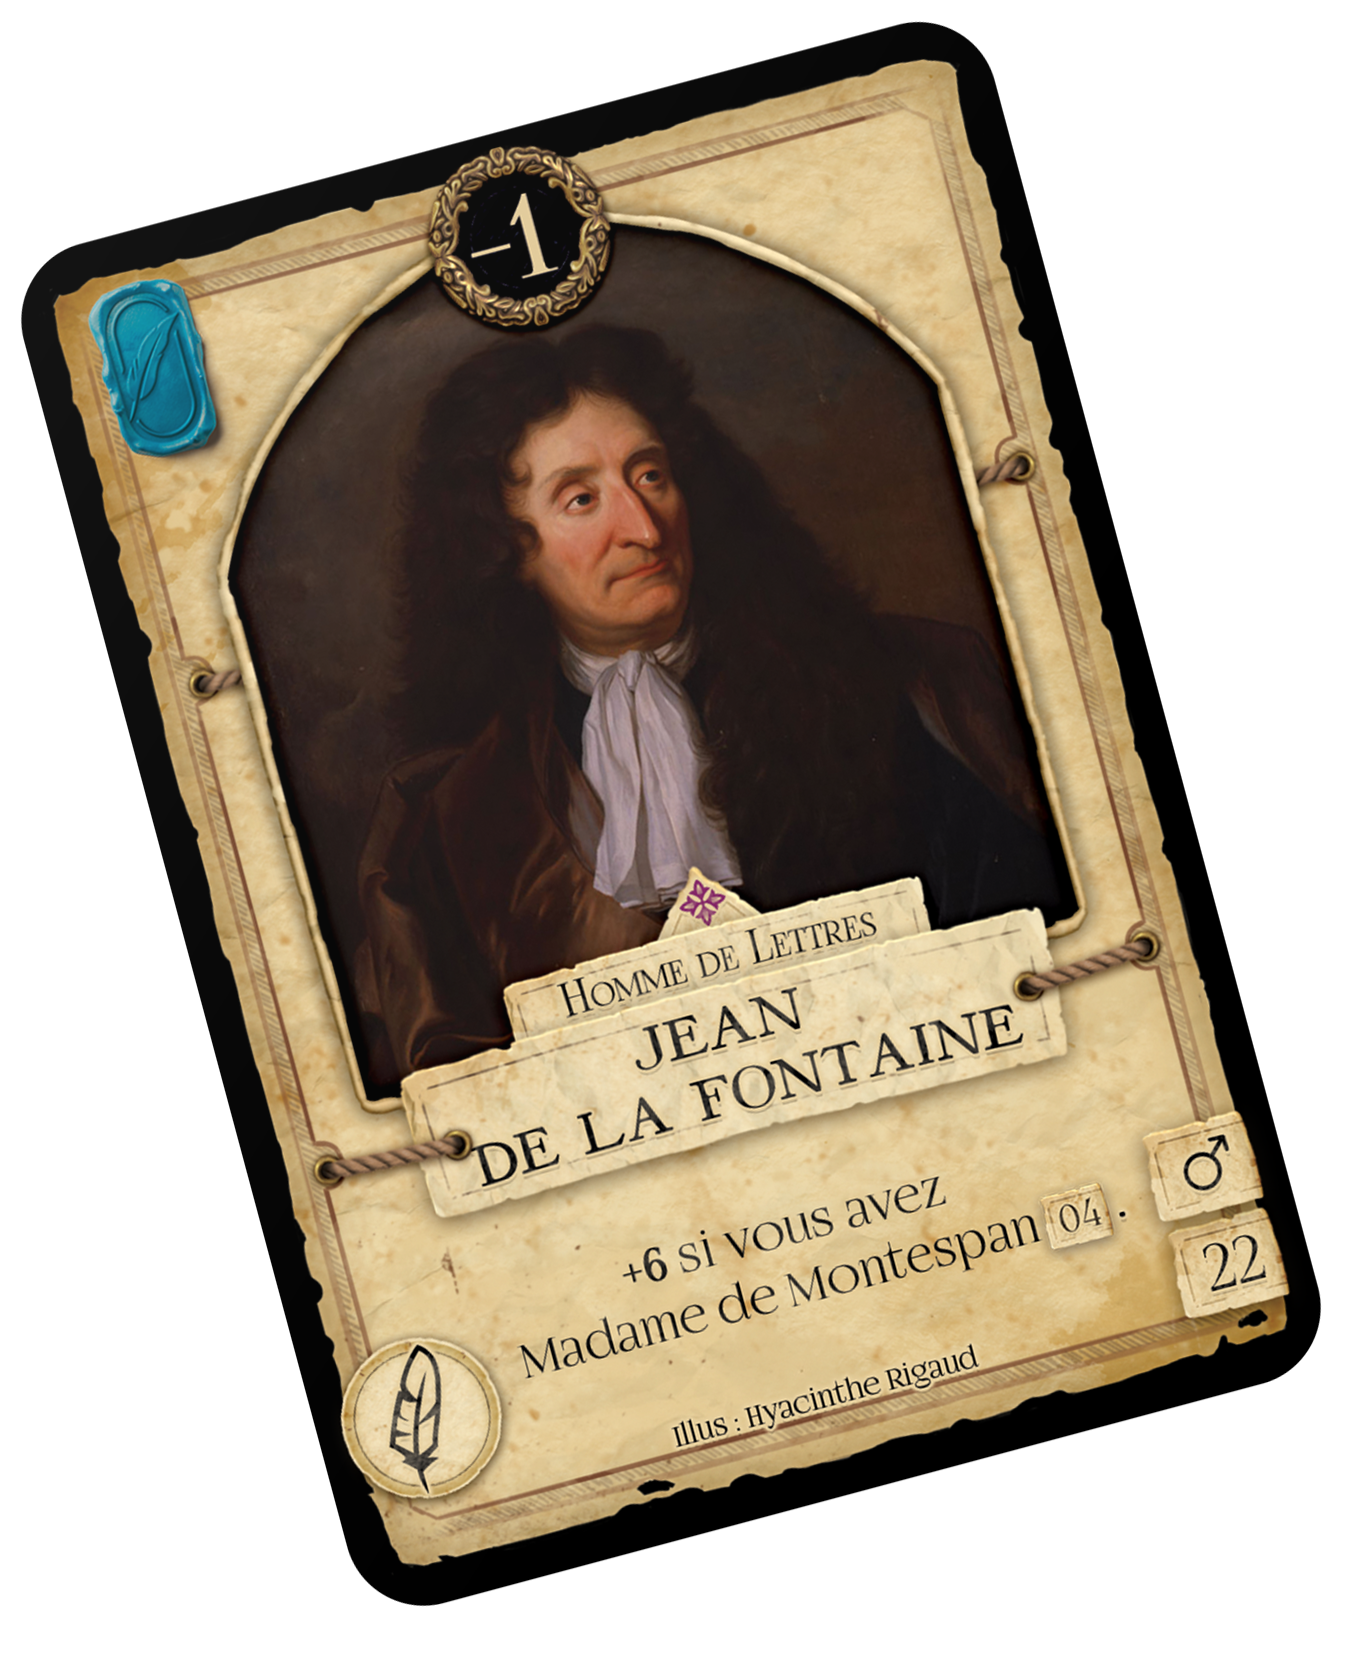 -1
HOMME DE LETTRES
JEAN
DE LA FONTAINE
+6 si vous avez
Madame de Montespan 04 .
♂
22
Illus : Hyacinthe Rigaud